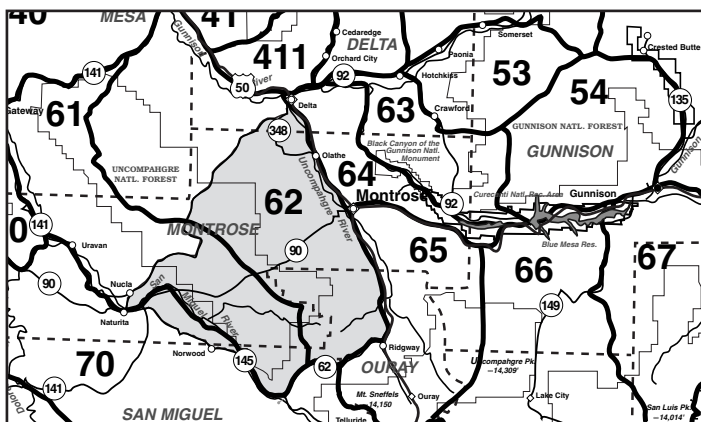 40
MESA
41
Cedaredge
DELTA
Somerset
Gunnison
411
Orchard City
Paonia
Crested Butte
141
50
River
92
Hotchkiss
53
54
135
61
Delta
63
Crawford
Gateway
348
GUNNISON NATL. FOREST
Black Canyon of the
Gunnison Natl.
Monument
GUNNISON
Gunnison
Olathe
UNCOMPAHGRE
NATL. FOREST
Uncompahgre River
64
Montrose
92
Curecanti Natl. Rec. Area
Gunnison
62
0
141
MONTROSE
Uravan
90
65
Blue Mesa Res.
66
67
90
Nucla
San Miguel River
149
Naturita
Norwood
145
62
Ridgway
70
OURAY
Uncompahgre Pk.
–14,309'
141
Mt. Sneffels
14,150
Ouray
Lake City
San Luis Pk.
–14,014'
Dolor
SAN MIGUEL
Telluride